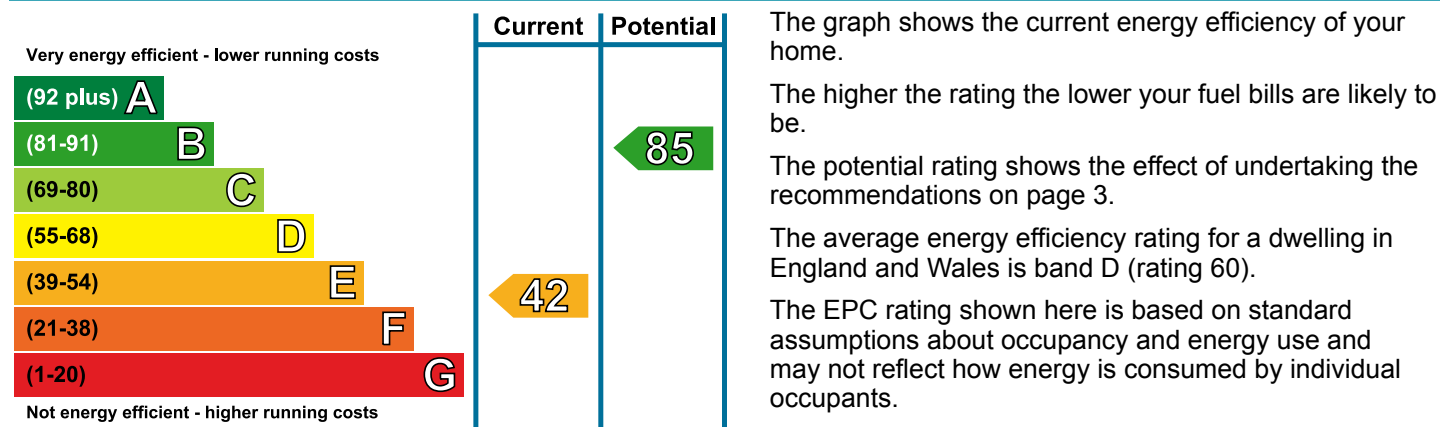 Current Potential
Very energy efficient - lower running costs
(92 plus) A
(81-91) B
85
(69-80) C
(55-68) D
(39-54) E
42
(21-38) F
(1-20) G
Not energy efficient - higher running costs
The graph shows the current energy efficiency of your
home.
The higher the rating the lower your fuel bills are likely to
be.
The potential rating shows the effect of undertaking the
recommendations on page 3.
The average energy efficiency rating for a dwelling in
England and Wales is band D (rating 60).
The EPC rating shown here is based on standard
assumptions about occupancy and energy use and
may not reflect how energy is consumed by individual
occupants.